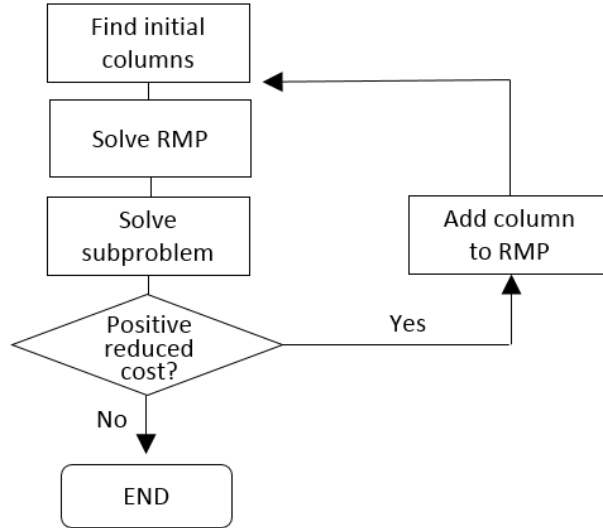 Find initial
columns
Solve RMP
Solve
subproblem
Add column
to RMP
Positive
reduced
cost?
Yes
No
END